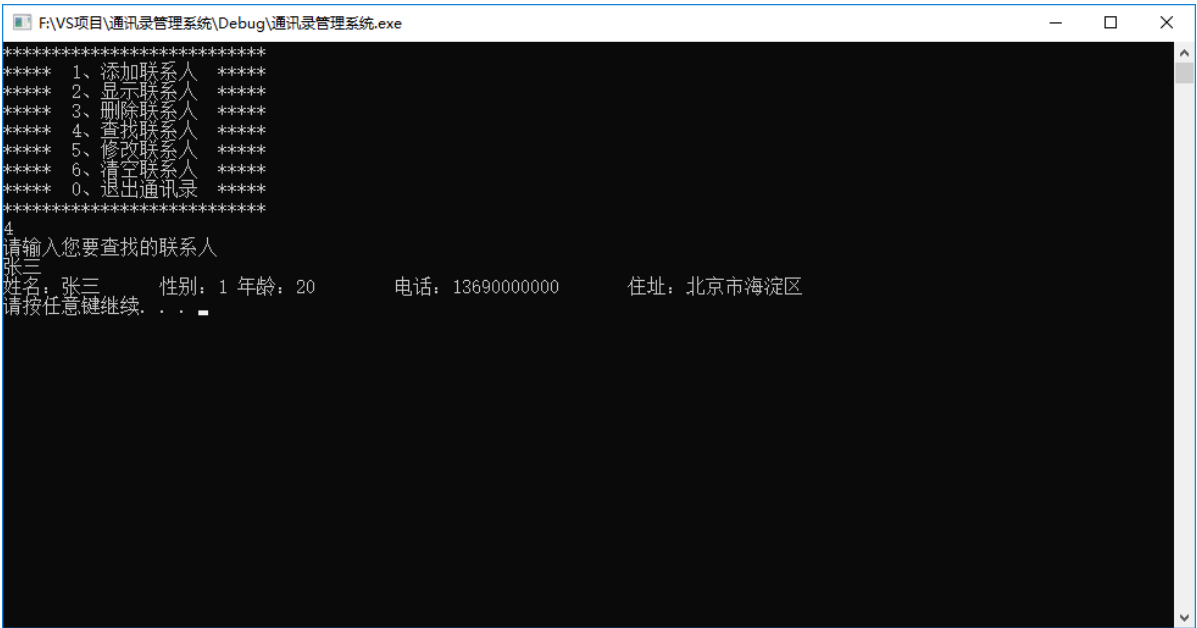 F:\VS项目\通讯录管理系统\Debug\通讯录管理系统.exe
***************************
***** 1、添加联系人 *****
***** 2、显示联系人 *****
***** 3、删除联系人 *****
***** 4、查找联系人 *****
***** 5、修改联系人 *****
***** 6、清空联系人 *****
***** 0、退出通讯录 *****
***************************
4
请输入您要查找的联系人
张三
姓名：张三 性别：1 年龄：20 电话：13690000000 住址：北京市海淀区
请按任意键继续. . .